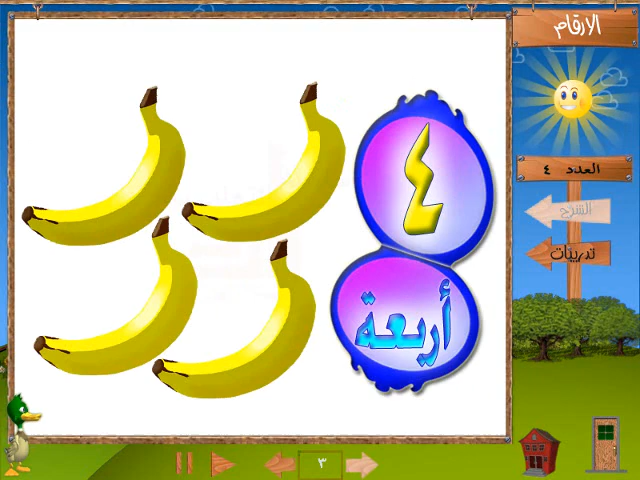 الارقام
العدد ٤
الشرح
تدريبات
٤
أربعة
٣